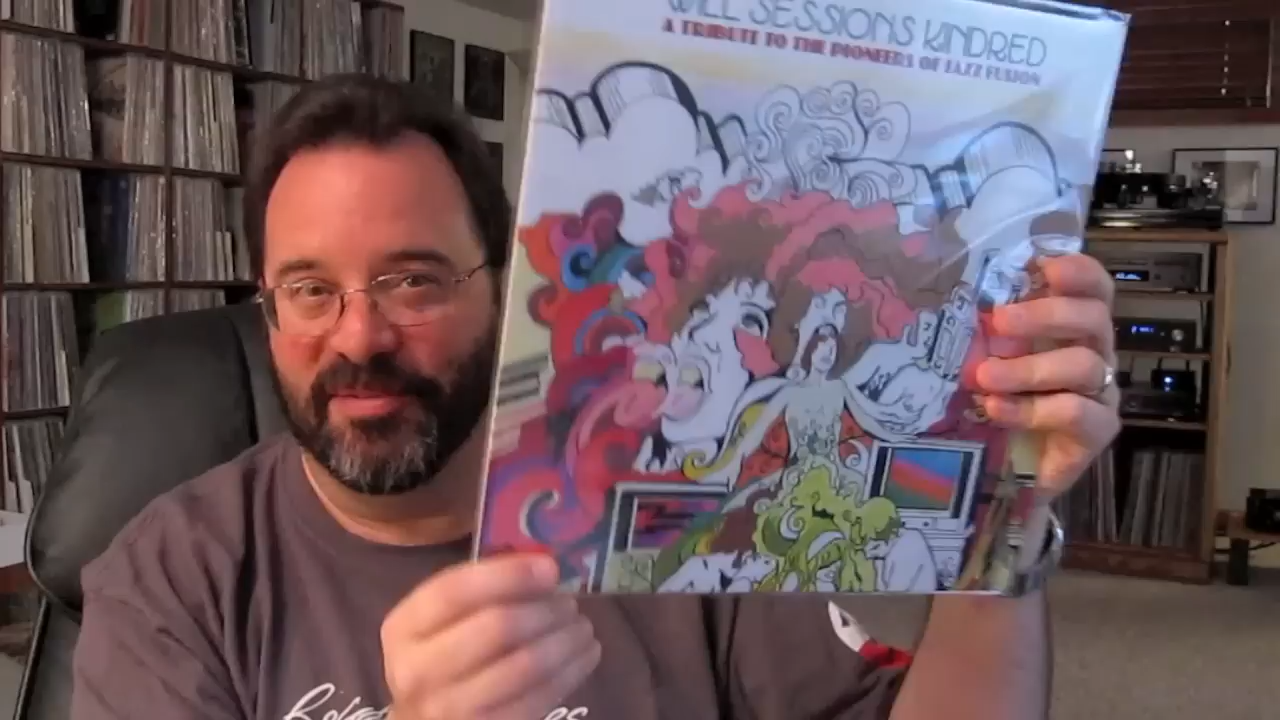 WILL SESSIONS KINDRED
A TRIBUTE TO THE PIONEERS OF JAZZ FUSION